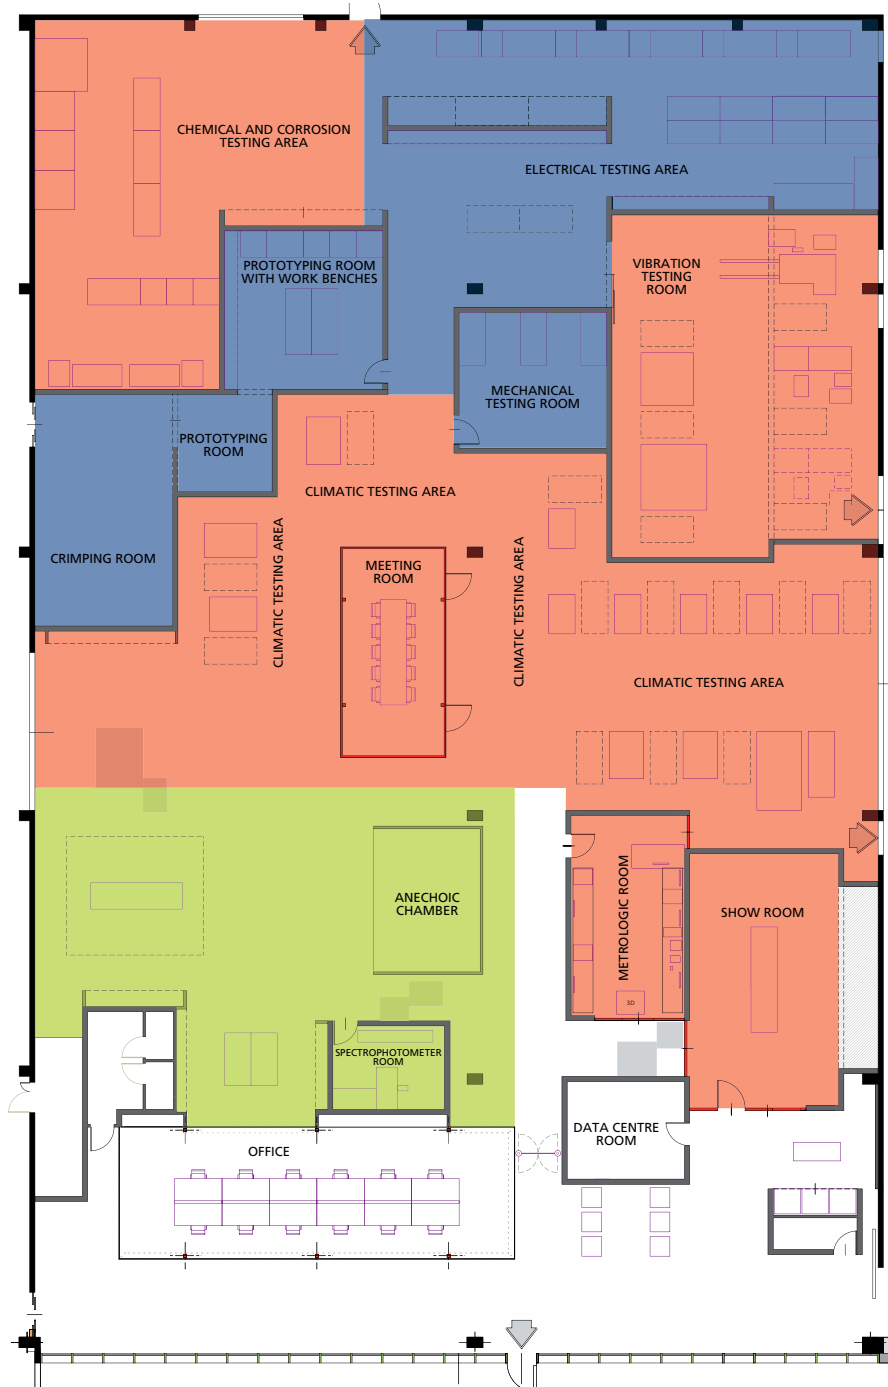 CHEMICAL AND CORROSION
TESTING AREA
ELECTRICAL TESTING AREA
PROTOTYPING ROOM
WITH WORK BENCHES
VIBRATION
TESTING
ROOM
MECHANICAL
TESTING ROOM
PROTOTYPING
ROOM
CLIMATIC TESTING AREA
CRIMPING ROOM
CLIMATIC TESTING AREA
MEETING
ROOM
CLIMATIC TESTING AREA
CLIMATIC TESTING AREA
ANECHOIC
CHAMBER
METROLOGIC ROOM
SHOW ROOM
3D
SPECTROPHOTOMETER
ROOM
DATA CENTRE
ROOM
OFFICE